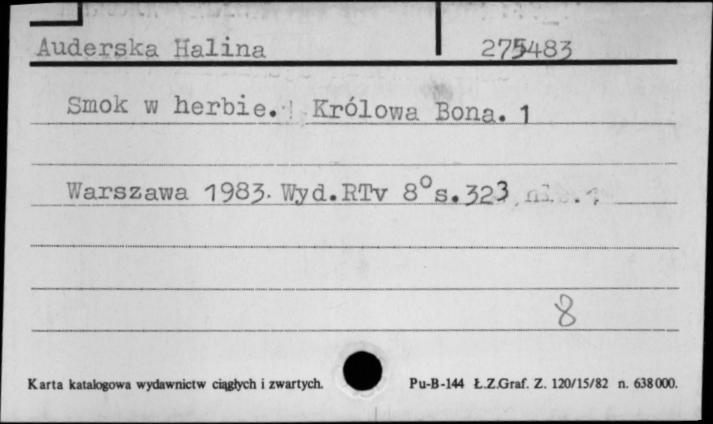 Auderska Halina 275483
Smok w herbie. Królowa Bona. 1
Warszawa 1983. Wyd.RTv 8° s.323
8
Karta katalogowa wydawnictw ciągłych i zwartych. Pu-B-144 Ł.Z.Graf. Z. 120/15/82 n. 638000.